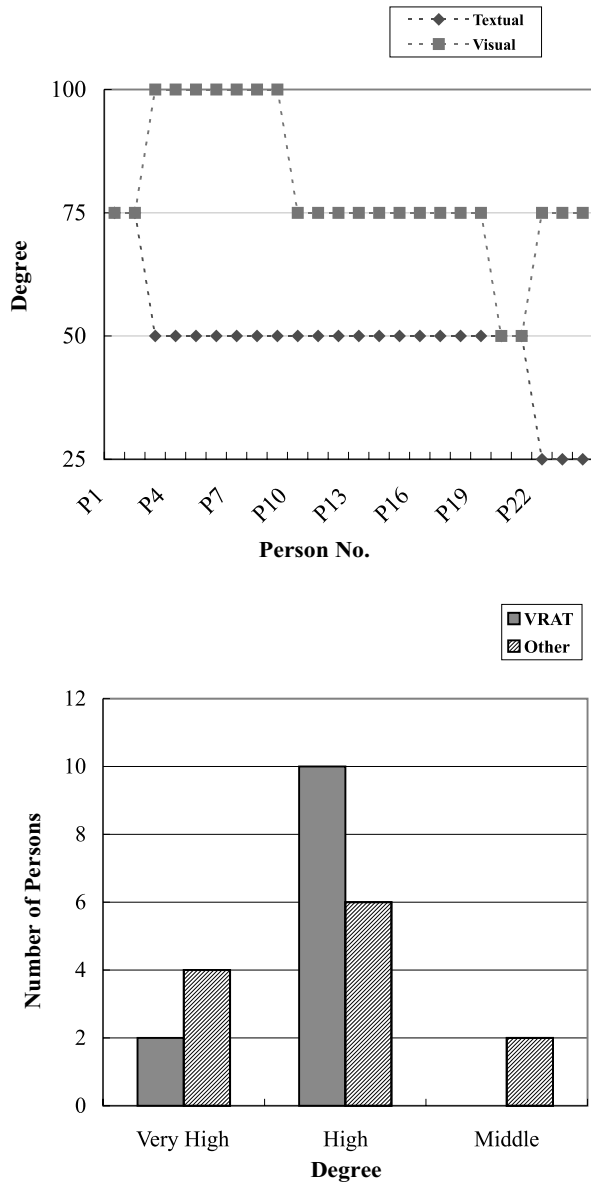 Textual
Visual
100
75
50
25
Degree
P1 P4 P7 P10 P13 P16 P19 P22
Person No.
VRAT
Other
12
10
8
6
4
2
0
Number of Persons
Very High High Middle
Degree